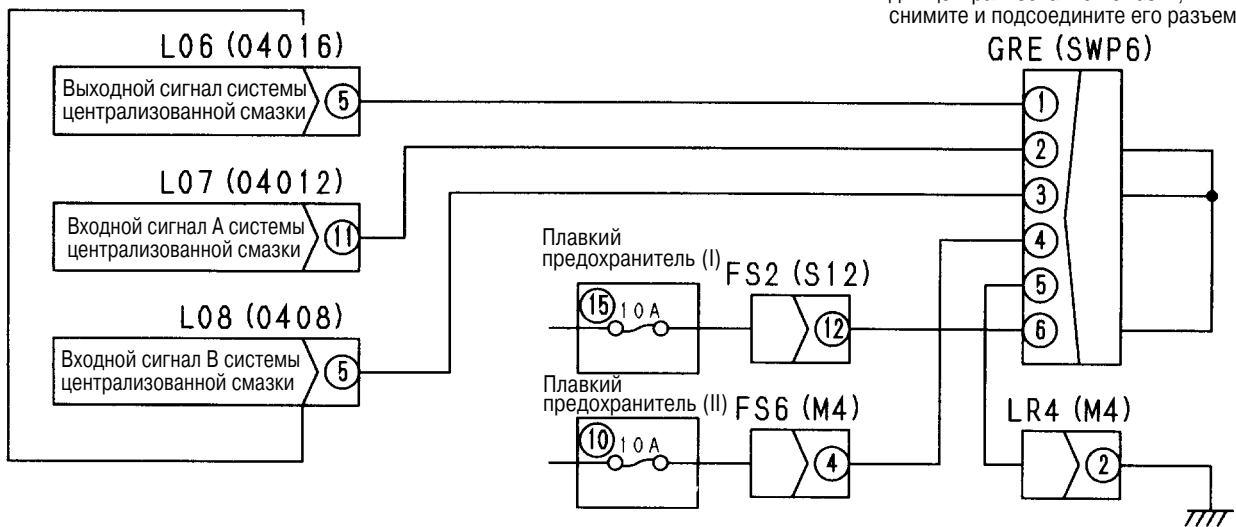 снимите и подсоедините его разъем
GRE (SWP6)
L06 (04016)
Выходной сигнал системы
централизованной смазки
5
L07 (04012)
Входной сигнал A системы
централизованной смазки
11
L08 (0408)
Входной сигнал B системы
централизованной смазки
5
1
2
3
4
5
6
Плавкий
предохранитель (I)
15
10A
FS2 (S12)
12
Плавкий
предохранитель (II)
10
10A
FS6 (M4)
4
LR4 (M4)
2